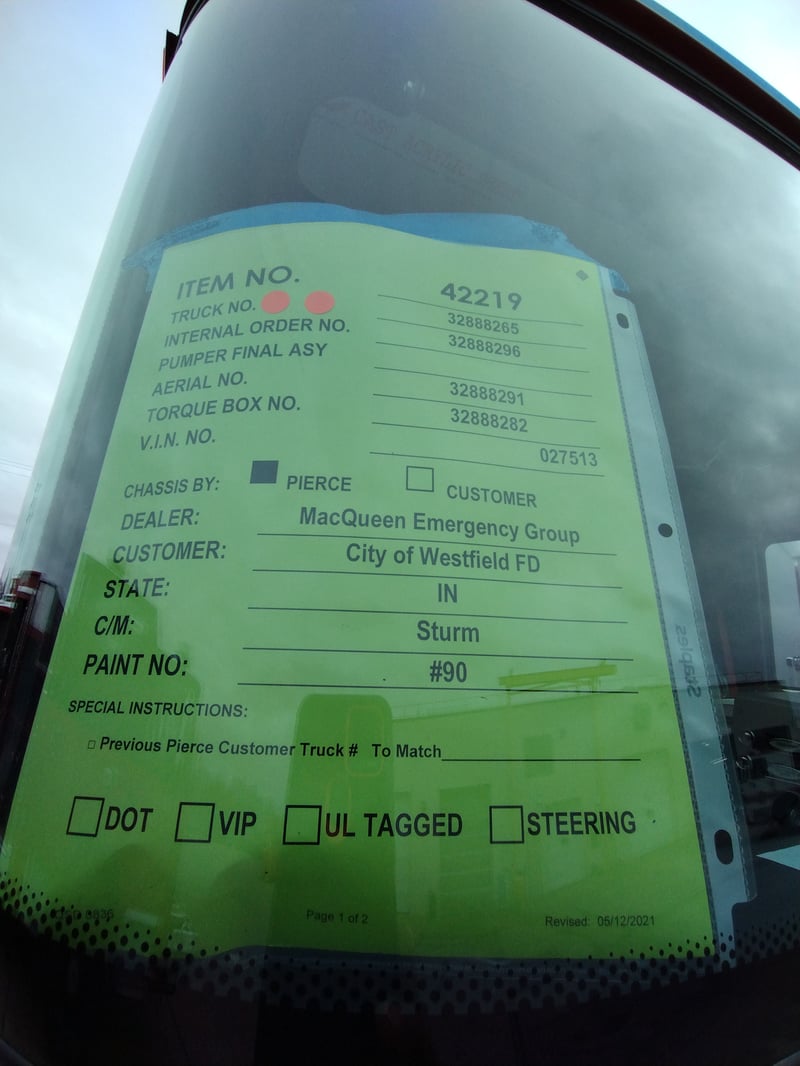 ITEM NO. 42219
TRUCK NO. 32888265
INTERNAL ORDER NO. 32888296
PUMPER FINAL ASY
AERIAL NO. 32888291
TORQUE BOX NO. 32888282
V.I.N. NO. 027513
CHASSIS BY: PIERCE CUSTOMER
DEALER: MacQueen Emergency Group
CUSTOMER: City of Westfield FD
STATE: IN
C/M: Sturm
PAINT NO: #90
SPECIAL INSTRUCTIONS:
Previous Pierce Customer Truck # To Match
DOT VIP UL TAGGED STEERING
Page 1 of 2 Revised: 05/12/2021
Staples